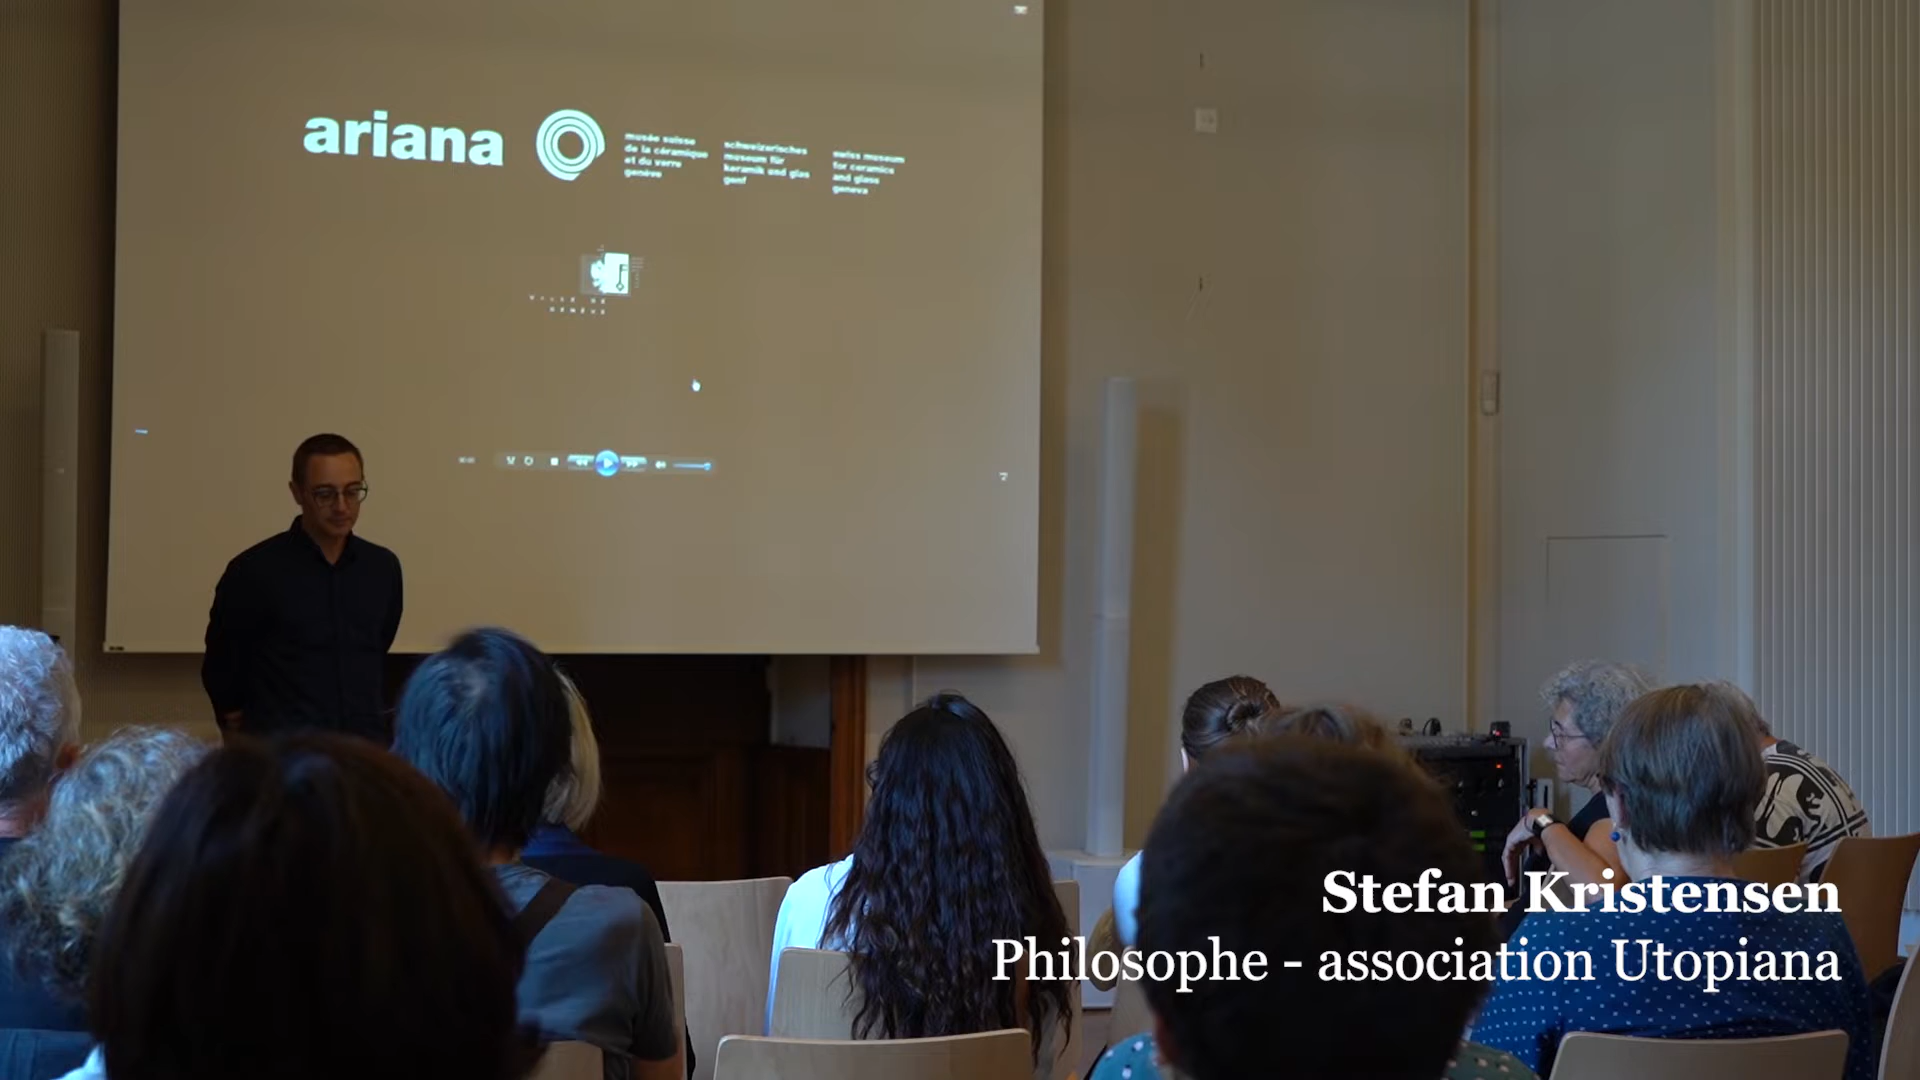 ariana
musée suisse
de la céramique
et du verre
genève
schweizerisches
museum für
keramik und glas
genf
swiss museum
for ceramics
and glass
geneva
Stefan Kristensen
Philosophe - association Utopiana